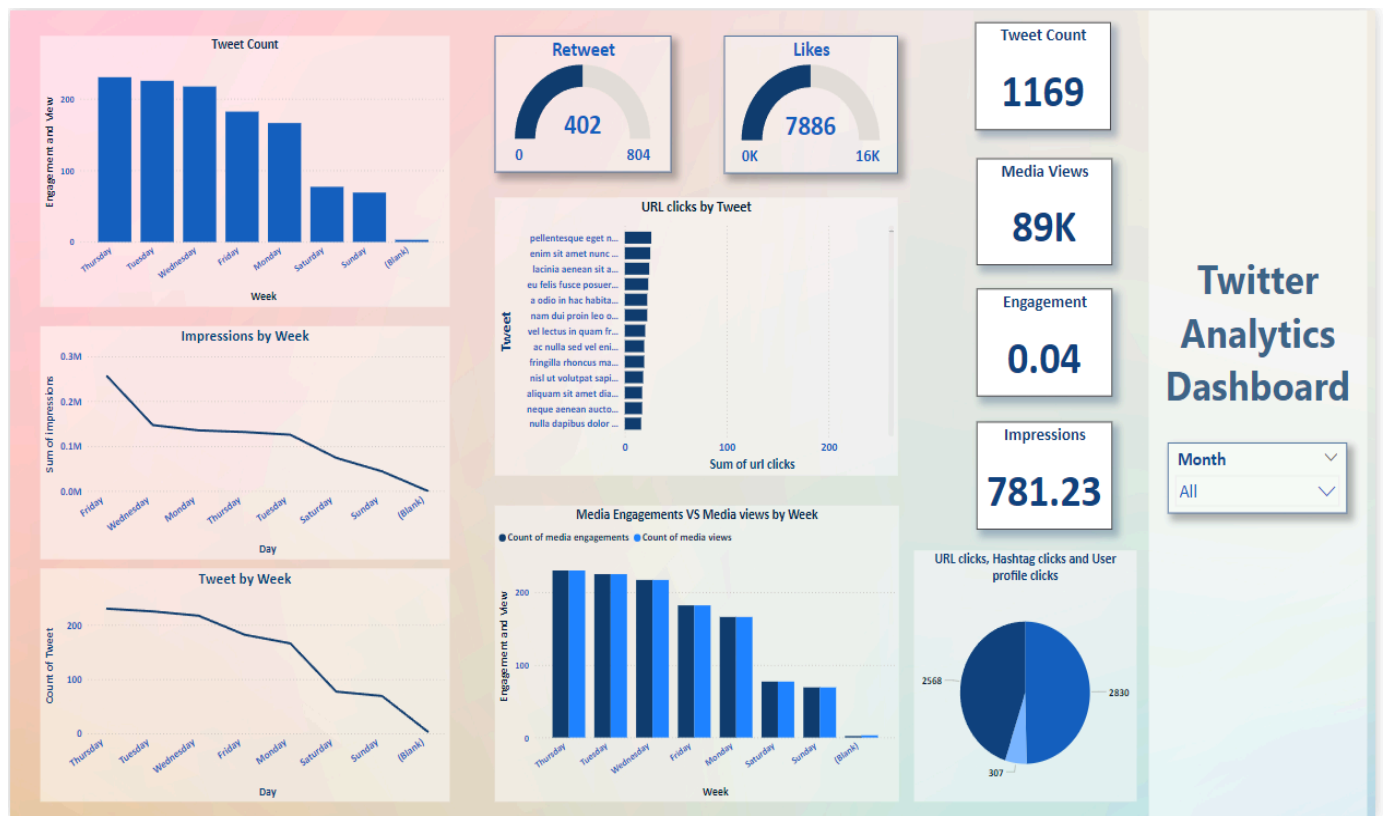 Tweet Count
Engagement and View
200
100
0
Thursday
Tuesday
Wednesday
Friday
Monday
Saturday
Sunday
(Blank)
Week
Impressions by Week
Sum of impressions
0.3M
0.2M
0.1M
0.0M
Friday
Wednesday
Monday
Thursday
Tuesday
Saturday
Sunday
(Blank)
Day
Tweet by Week
Count of Tweet
200
100
0
Thursday
Tuesday
Wednesday
Friday
Monday
Saturday
Sunday
(Blank)
Day
Retweet
402
0
804
Likes
7886
0K
16K
URL clicks by Tweet
Tweet
pellentesque eget n...
enim sit amet nunc ...
lacinia aenean sit a...
eu felis fusce posuer...
a odio in hac habita...
nam dui proin leo o...
vel lectus in quam fr...
ac nulla sed vel eni...
fringilla rhoncus ma...
nisl ut volutpat sapi...
aliquam sit amet dia...
neque aenean aucto...
nulla dapibus dolor ...
0
100
200
Sum of url clicks
Media Engagements VS Media views by Week
Count of media engagements
Count of media views
Engagement and View
200
100
0
Thursday
Tuesday
Wednesday
Friday
Monday
Saturday
Sunday
(Blank)
Week
Tweet Count
1169
Media Views
89K
Engagement
0.04
Impressions
781.23
URL clicks, Hashtag clicks and User
profile clicks
2568
2830
307
Twitter
Analytics
Dashboard
Month
All